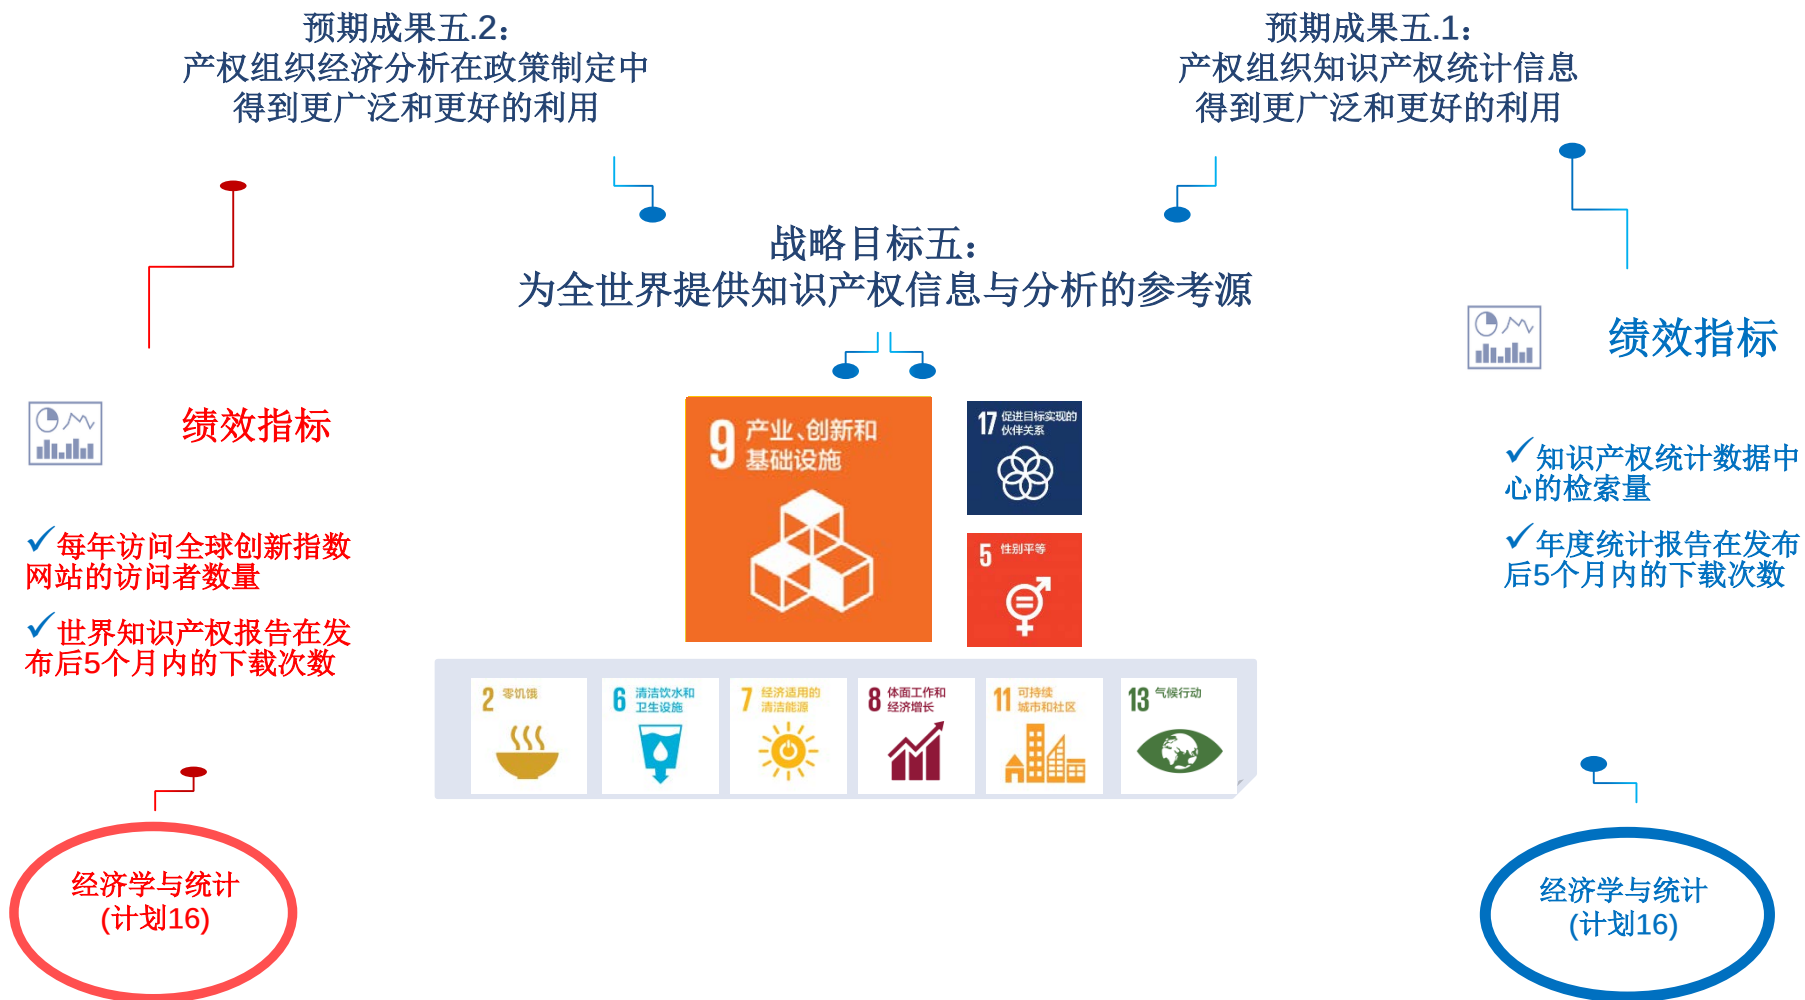 预期成果五.2：
产权组织经济分析在政策制定中
得到更广泛和更好的利用
预期成果五.1：
产权组织知识产权统计信息
得到更广泛和更好的利用
战略目标五：
为全世界提供知识产权信息与分析的参考源
绩效指标
✓每年访问全球创新指数
网站的访问者数量
✓世界知识产权报告在发
布后5个月内的下载次数
经济学与统计
(计划16)
绩效指标
✓知识产权统计数据中
心的检索量
✓年度统计报告在发布
后5个月内的下载次数
经济学与统计
(计划16)
9 产业、创新和
基础设施
17 促进目标实现的
伙伴关系
5 性别平等
2 零饥饿
6 清洁饮水和
卫生设施
7 经济适用的
清洁能源
8 体面工作和
经济增长
11 可持续
城市和社区
13 气候行动